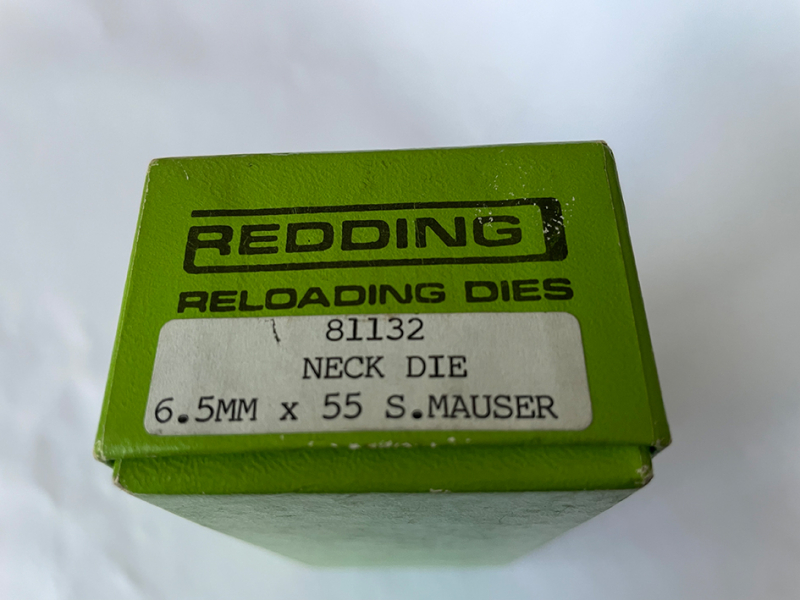 REDDING
RELOADING DIES
81132
NECK DIE
6.5MM x 55 S.MAUSER